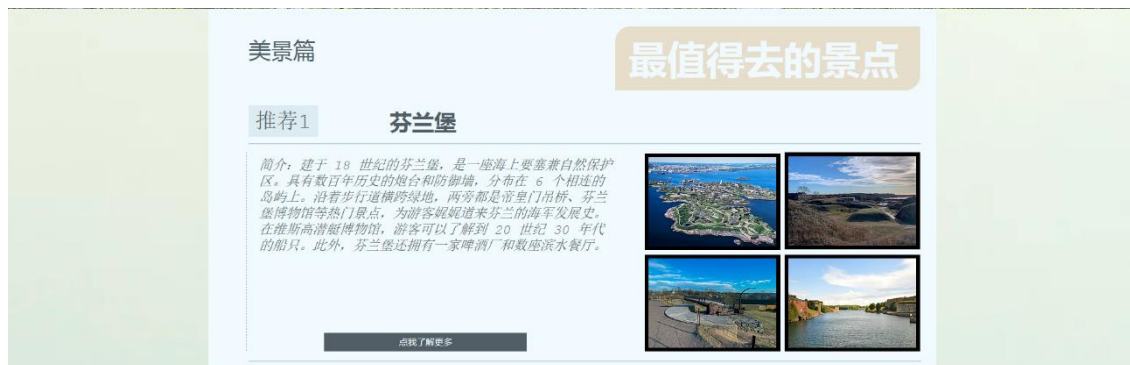 美景篇
最值得去的景点
推荐1
芬兰堡
简介：建于 18 世纪的芬兰堡，是一座海上要塞兼自然保护
区。具有数百年历史的炮台和防御墙，分布在 6 个相连的
岛屿上。沿着步行道横跨绿地，两旁都是帝皇门吊桥、芬兰
堡博物馆等热门景点，为游客娓娓道来芬兰的海军发展史。
在维斯高潜艇博物馆，游客可以了解到 20 世纪 30 年代
的船只。此外，芬兰堡还拥有一家啤酒厂和数座滨水餐厅。
点我了解更多